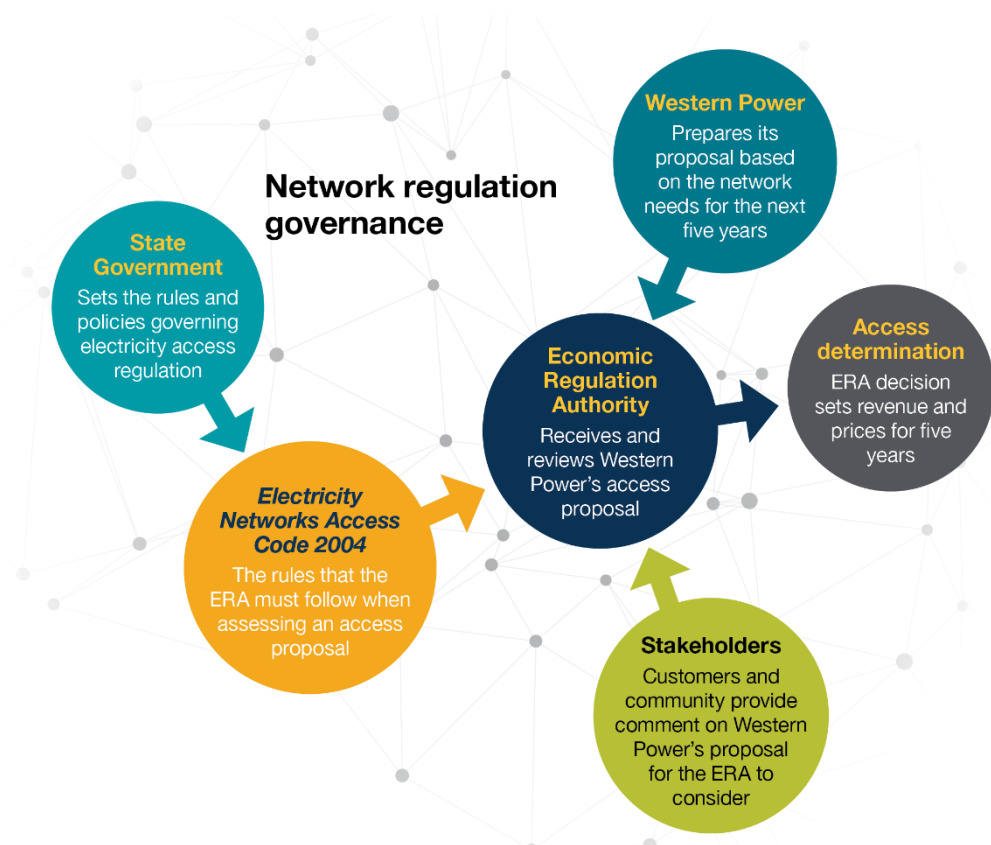 Network regulation
governance
State
Government
Sets the rules and
policies governing
electricity access
regulation
Electricity
Networks Access
Code 2004
The rules that the
ERA must follow when
assessing an access
proposal
Western Power
Prepares its
proposal based
on the network
needs for the next
five years
Economic
Regulation
Authority
Receives and
reviews Western
Power's access
proposal
Access
determination
ERA decision
sets revenue and
prices for five
years
Stakeholders
Customers and
community provide
comment on Western
Power's proposal
for the ERA to
consider